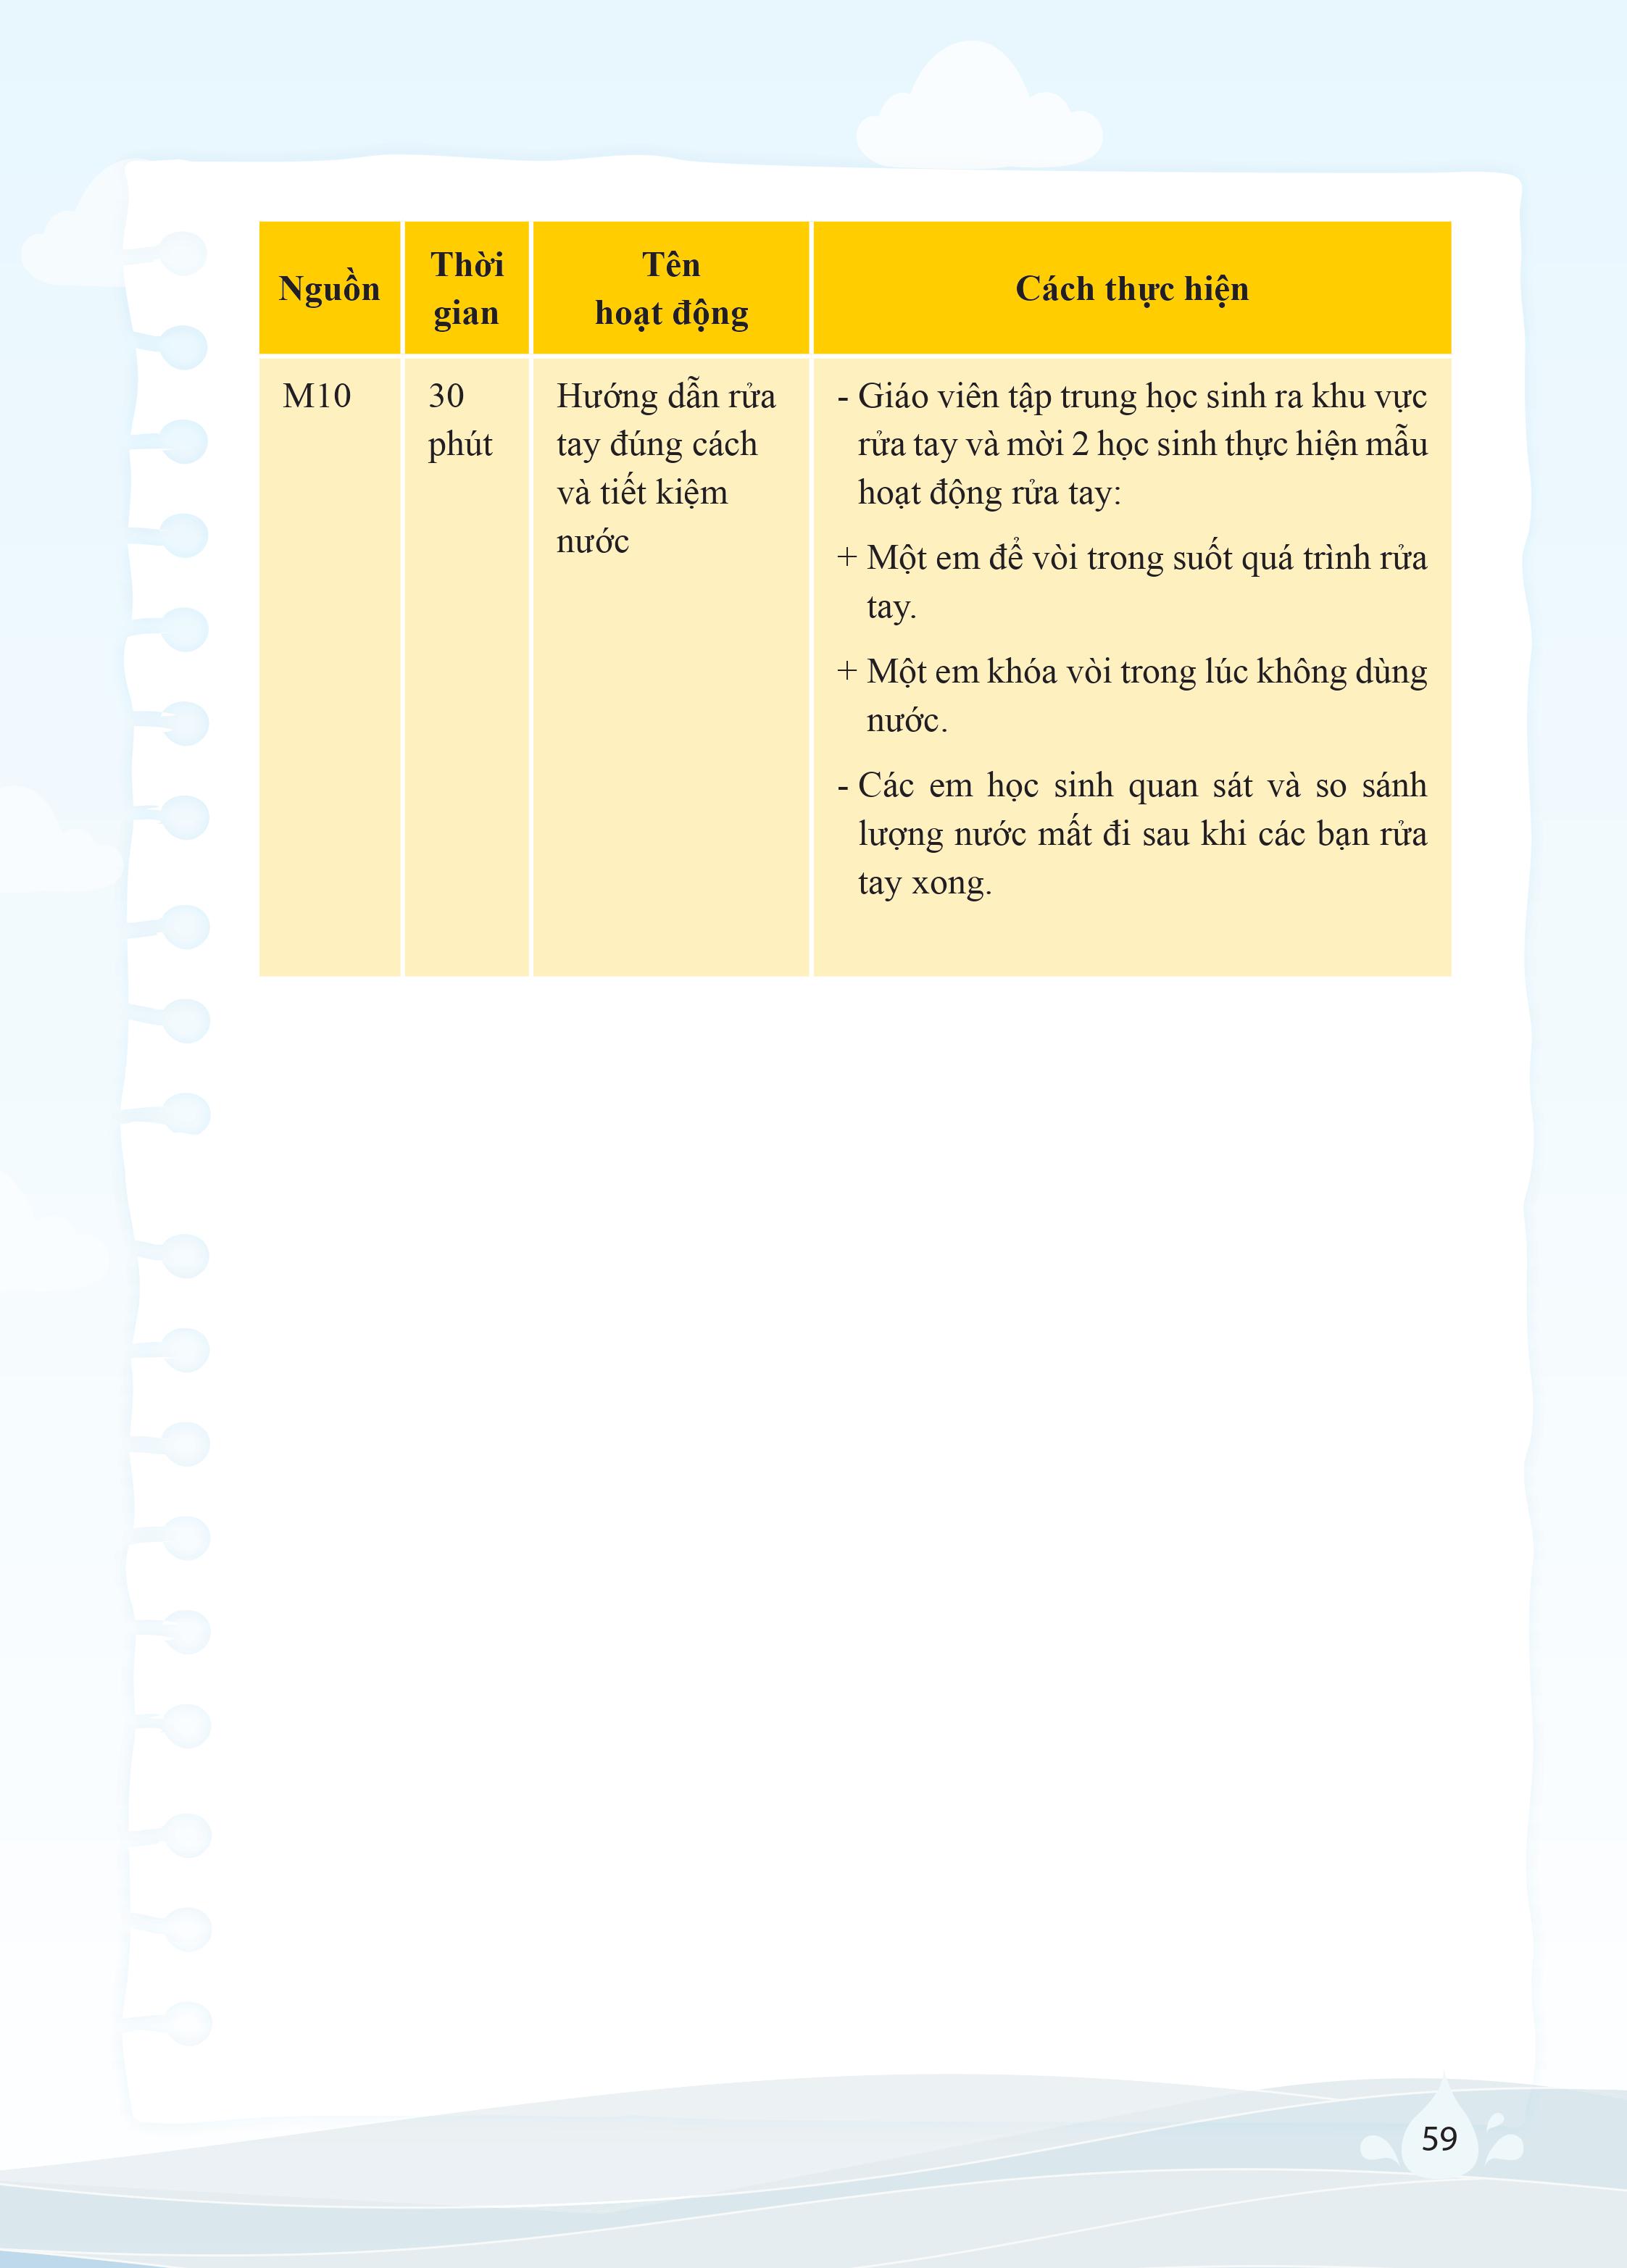 Nguồn
Thời
gian
Tên
hoạt động
Cách thực hiện
M10
30
phút
Hướng dẫn rửa
tay đúng cách
và tiết kiệm
nước
- Giáo viên tập trung học sinh ra khu vực
rửa tay và mời 2 học sinh thực hiện mẫu
hoạt động rửa tay:
+ Một em để vòi trong suốt quá trình rửa
tay.
+ Một em khóa vòi trong lúc không dùng
nước.
- Các em học sinh quan sát và so sánh
lượng nước mất đi sau khi các bạn rửa
tay xong.
59